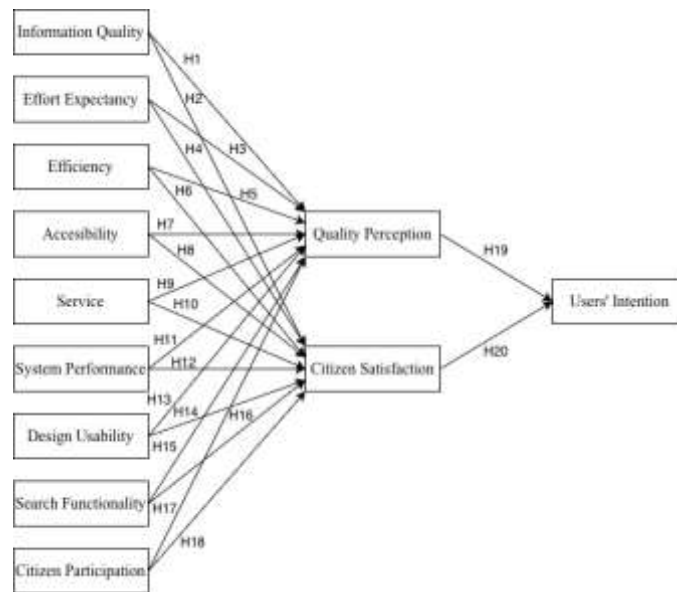 Information Quality
H1
H2
Effort Expectancy
H4
H3
Efficiency
H6
H5
Accesibility
H7
Quality Perception
H8
H19
Service
H9
H10
Users' Intention
H11
System Performance
H12
Citizen Satisfaction
H20
H13
H14
H16
Design Usability
H15
Search Functionality
H17
H18
Citizen Participation